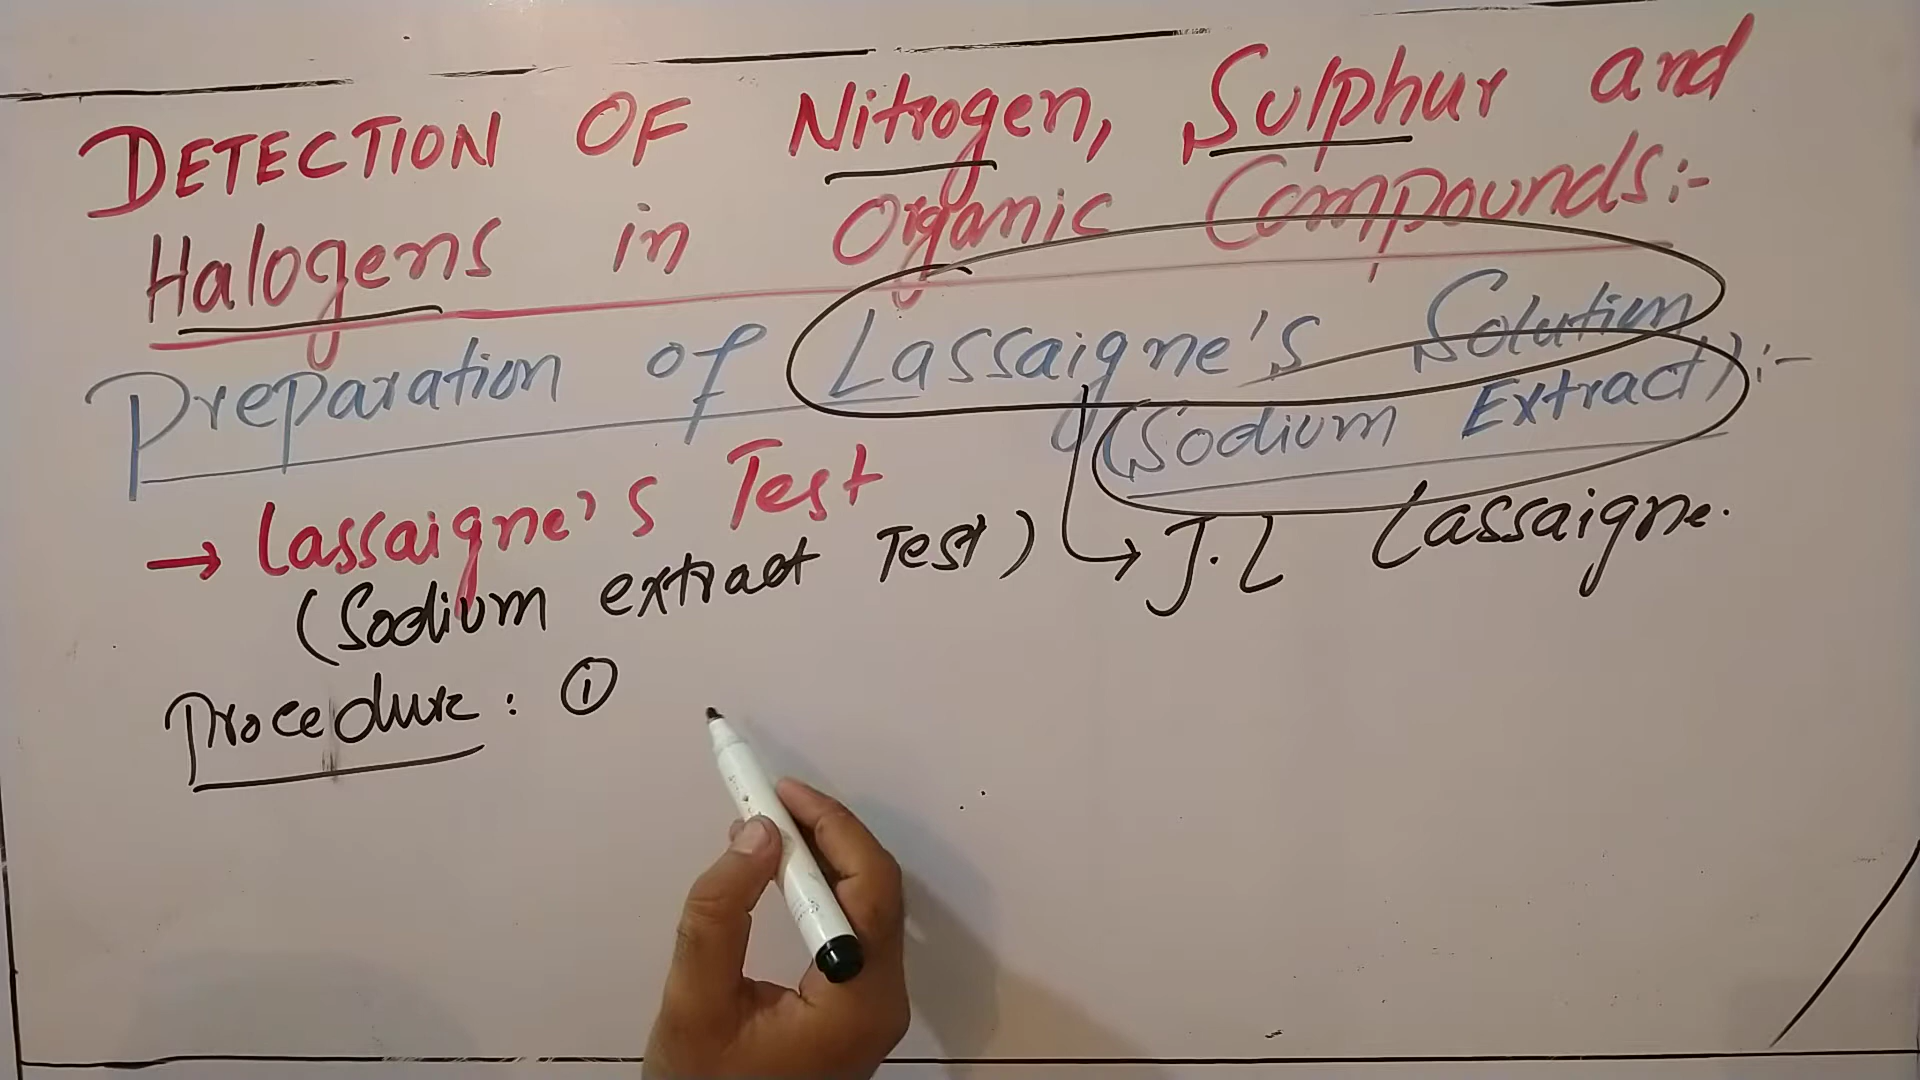 DETECTION OF Nitrogen, Sulphur and
Halogens in Organic Compounds:-
Preparation of Lassaigne's Solution
(Sodium Extract):-
→ Lassaigne's Test
(Sodium extract Test)
→ J.L Lassaigne.
Procedure: ①